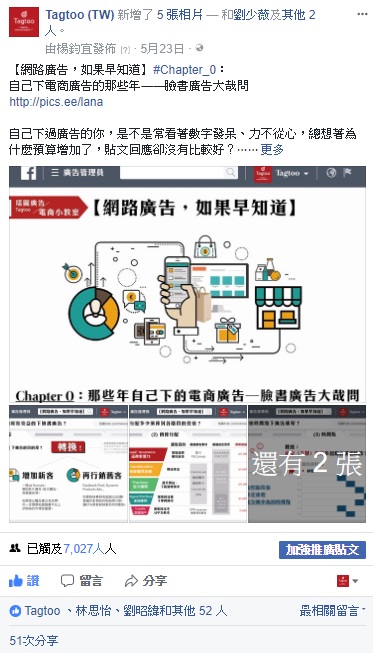 Tagtoo (TW) 新增了 5 張相片 — 和劉少薇及其他 2
人。
由楊鈞宜發佈 [?] · 5月23日 ·
【網路廣告，如果早知道】#Chapter_0：
自己下電商廣告的那些年——臉書廣告大哉問
http://pics.ee/lana
自己下過廣告的你，是不是常看著數字發呆、力不從心，總想著為
什麼預算增加了，貼文回應卻沒有比較好？⋯⋯ 更多
廣告管理員
Tagtoo
塔圖廣告
Tagtoo
電商小教室
【網路廣告，如果早知道】
Chapter 0：那些年自己下的電商廣告—臉書廣告大哉問
轉換！
增加新客
再行銷舊客
還有 2 張
已觸及7,027人人
加強推廣貼文
讚
留言
分享
Tagtoo 、林思怡、劉昭緯和其他 52 人
最相關留言
51次分享